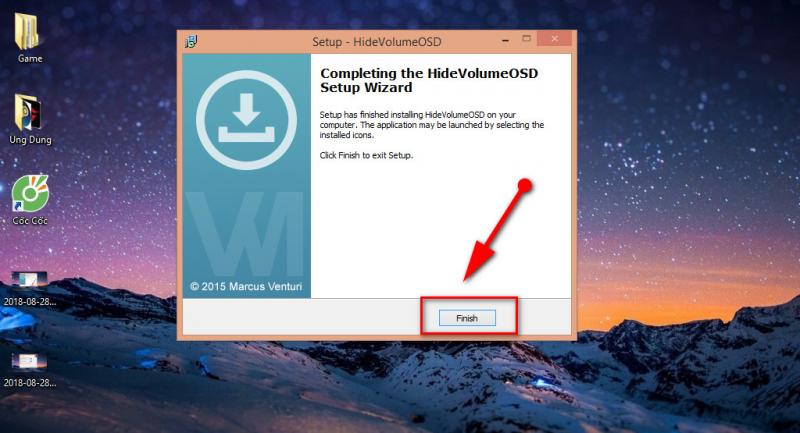 Game
Ung Dung
Cốc Cốc
2018-08-28...
2018-08-28...
Setup - HideVolumeOSD
Completing the HideVolumeOSD
Setup Wizard
Setup has finished installing HideVolumeOSD on your
computer. The application may be launched by selecting the
installed icons.
Click Finish to exit Setup.
© 2015 Marcus Venturi
Finish